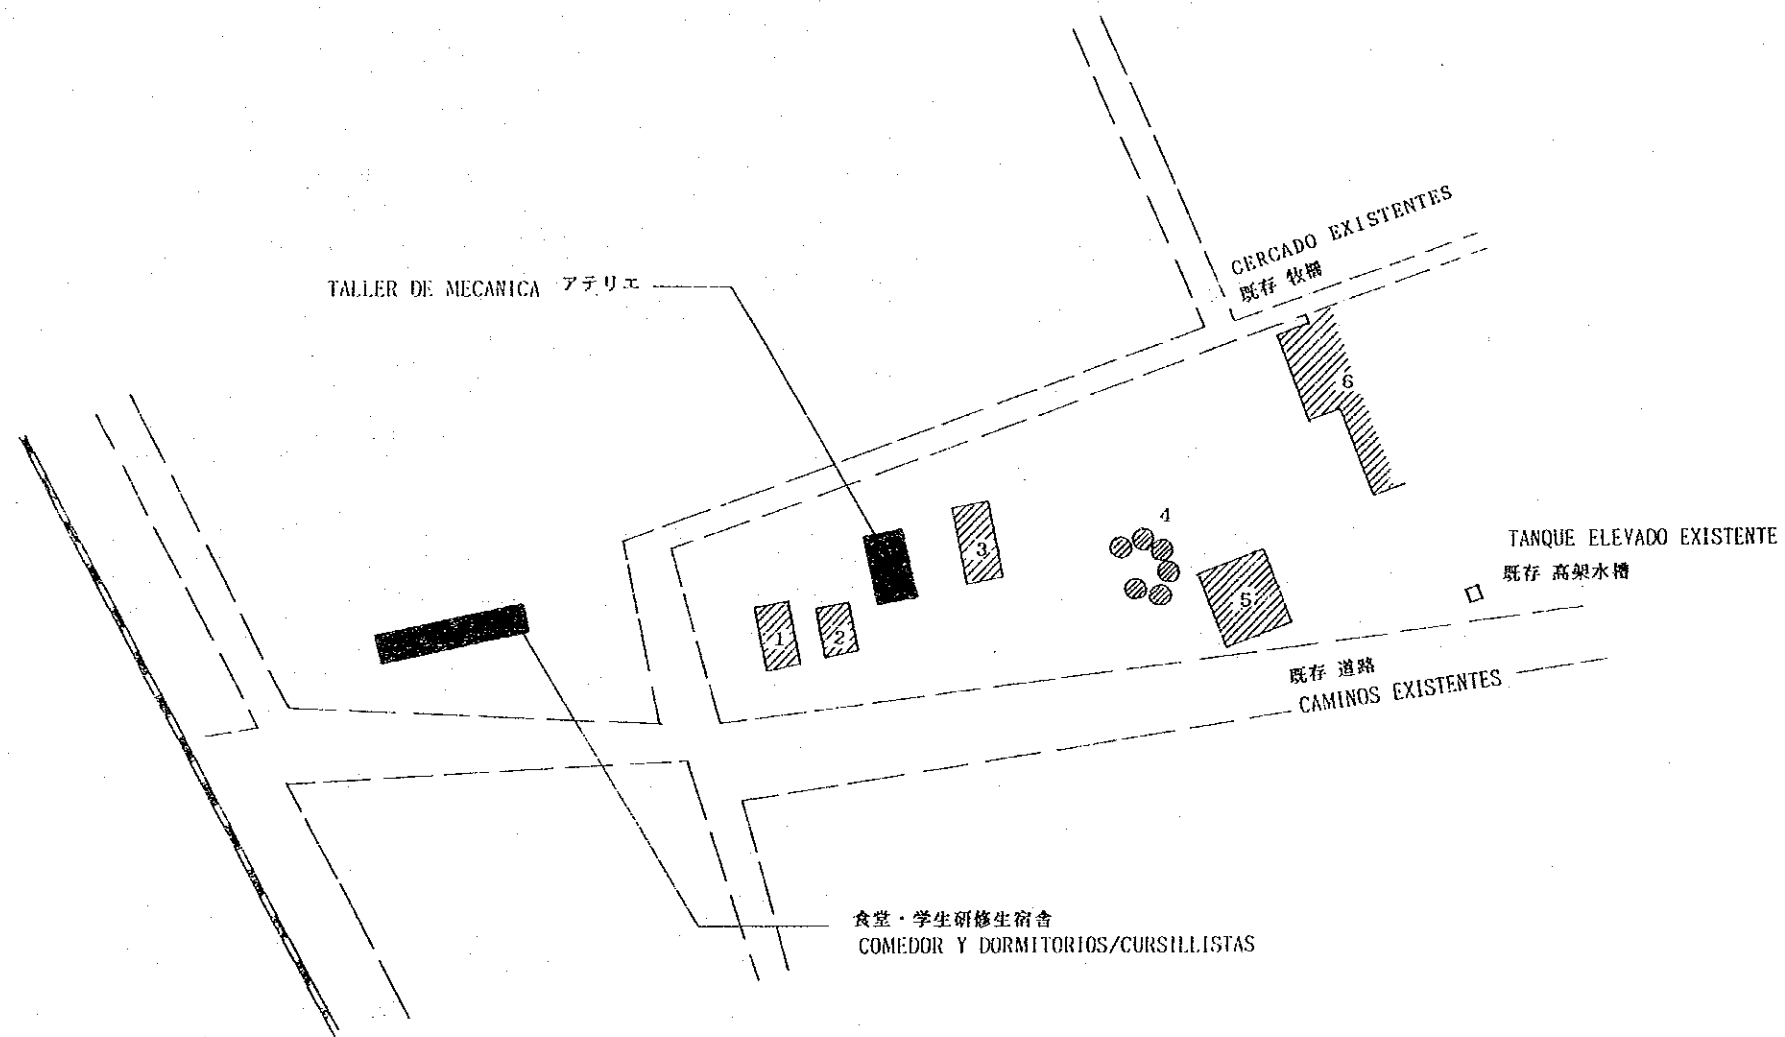 CERCADO EXISTENTES
既存 牧柵
TALLER DE MECANICA アテリエ
6
4
3
TANQUE ELEVADO EXISTENTE
既存 高架水槽
5
1
2
既存 道路
CAMINOS EXISTENTES
食堂・学生研修生宿舎
COMEDOR Y DORMITORIOS/CURSILLISTAS